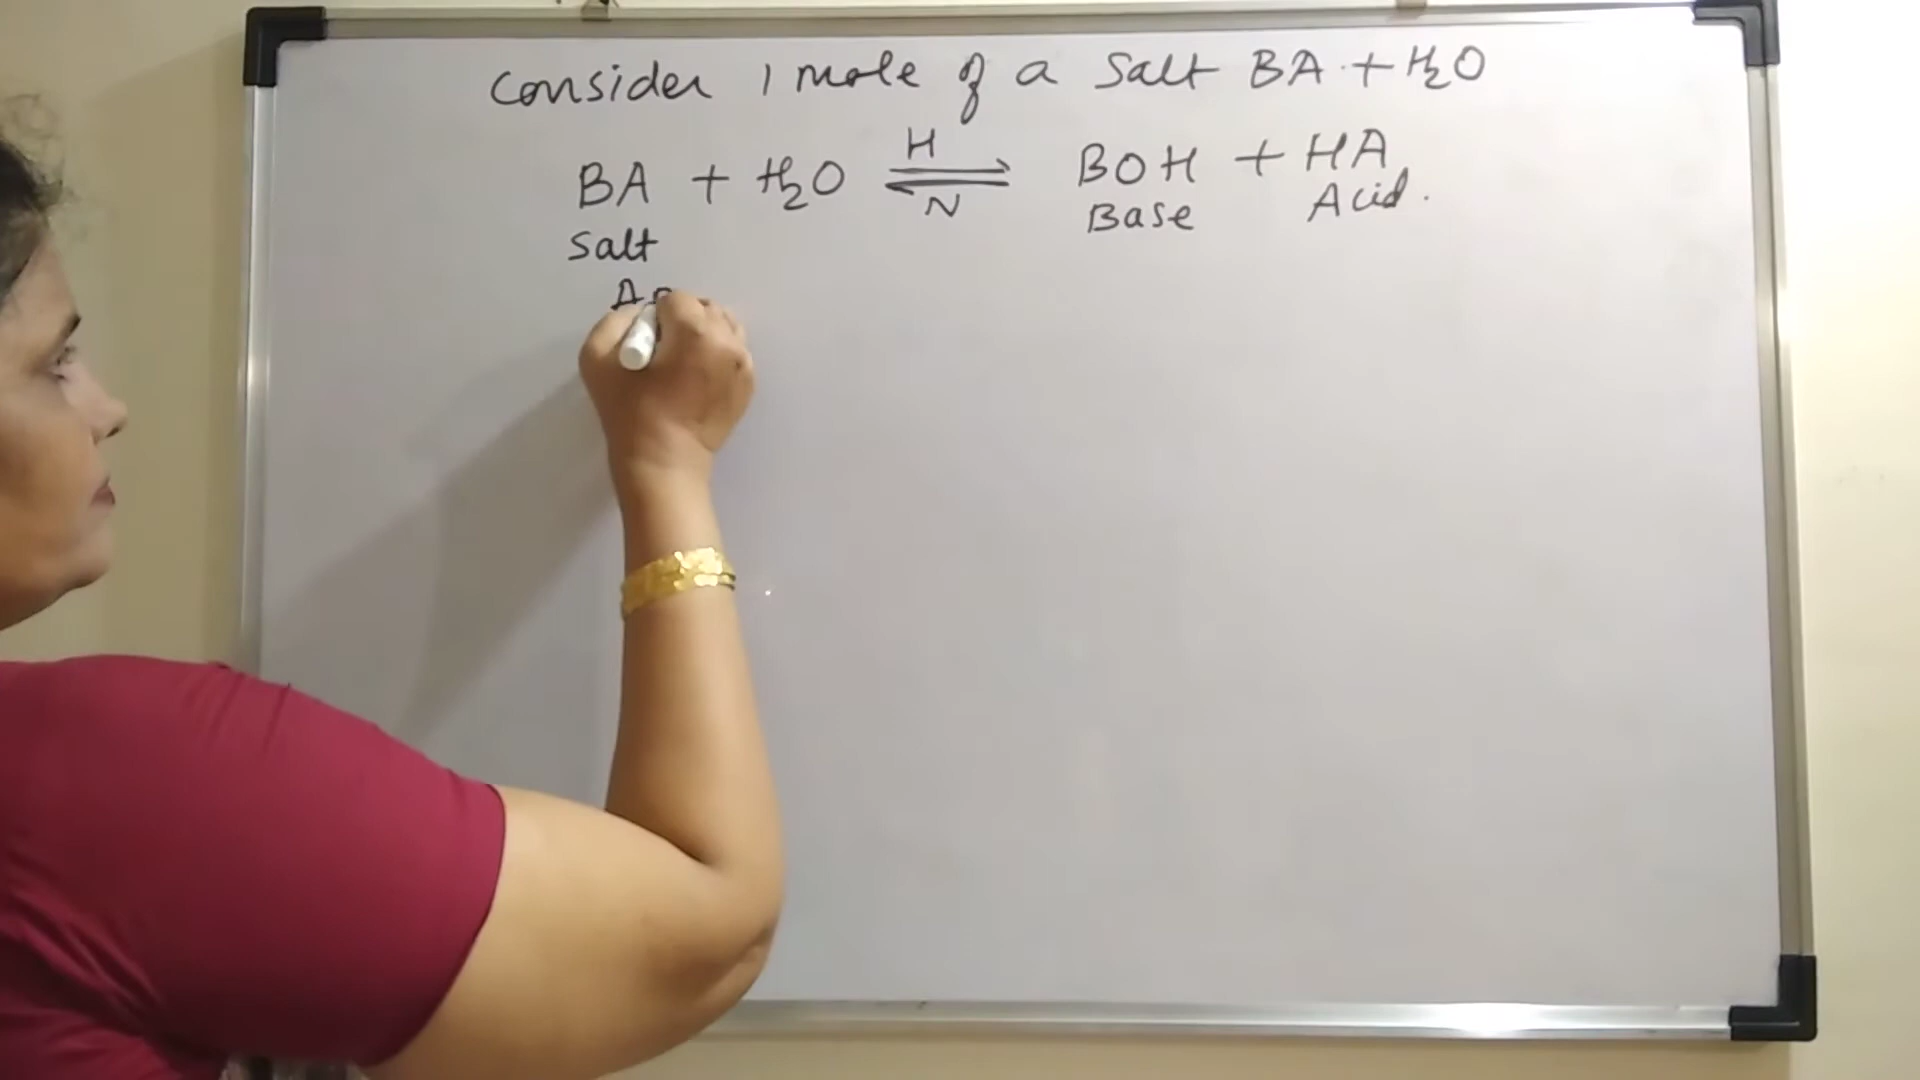 Consider 1 mole of a Salt BA + H2O
BA + H2O ⇌ BOH + HA
H
N
Salt
Base
Acid.